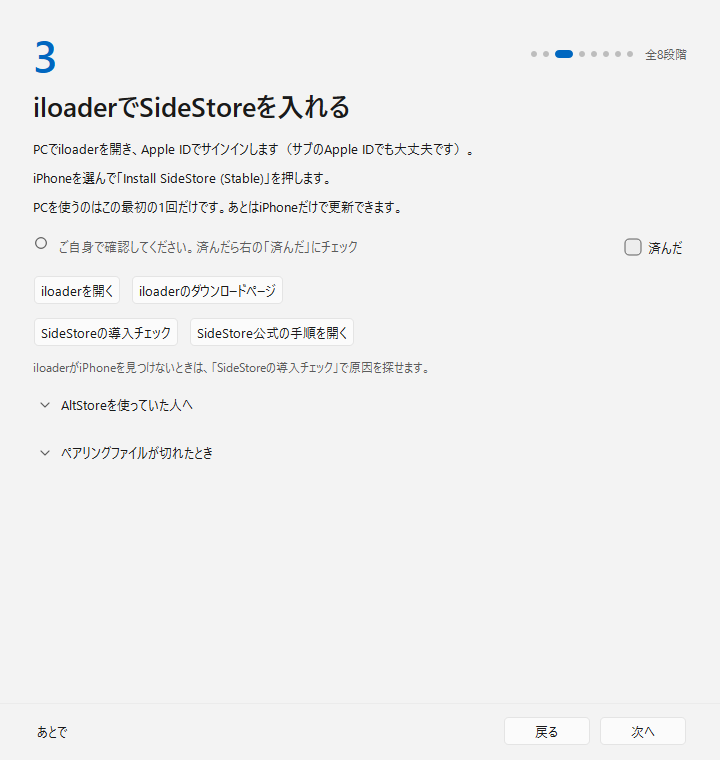 3
全8段階
iloaderでSideStoreを入れる
PCでiloaderを開き、Apple IDでサインインします（サブのApple IDでも大丈夫です）。
iPhoneを選んで「Install SideStore (Stable)」を押します。
PCを使うのはこの最初の1回だけです。あとはiPhoneだけで更新できます。
ご自身で確認してください。済んだら右の「済んだ」にチェック
済んだ
iloaderを開く
iloaderのダウンロードページ
SideStoreの導入チェック
SideStore公式の手順を開く
iloaderがiPhoneを見つけないときは、「SideStoreの導入チェック」で原因を探せます。
AltStoreを使っていた人へ
ペアリングファイルが切れたとき
あとで
戻る
次へ